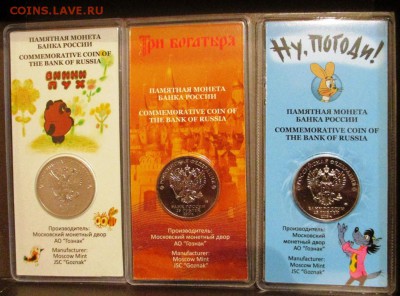 COINS.LAVE.RU
ВИННИ
ПУХ
ПАМЯТНАЯ МОНЕТА
БАНКА РОССИИ
COMMEMORATIVE COIN OF
THE BANK OF RUSSIA
Производитель:
Московский
монетный двор
АО "Гознак"
Manufacturer:
Moscow Mint
JSC "Goznak"
Три богатыря
ПАМЯТНАЯ МОНЕТА
БАНКА РОССИИ
COMMEMORATIVE COIN OF
THE BANK OF RUSSIA
Производитель:
Московский монетный двор
АО "Гознак"
Manufacturer:
Moscow Mint
JSC "Goznak"
Ну, погоди!
ПАМЯТНАЯ МОНЕТА
БАНКА РОССИИ
COMMEMORATIVE COIN OF
THE BANK OF RUSSIA
Производитель:
Московский
монетный двор
АО "Гознак"
Manufacturer:
Moscow Mint
JSC "Goznak"